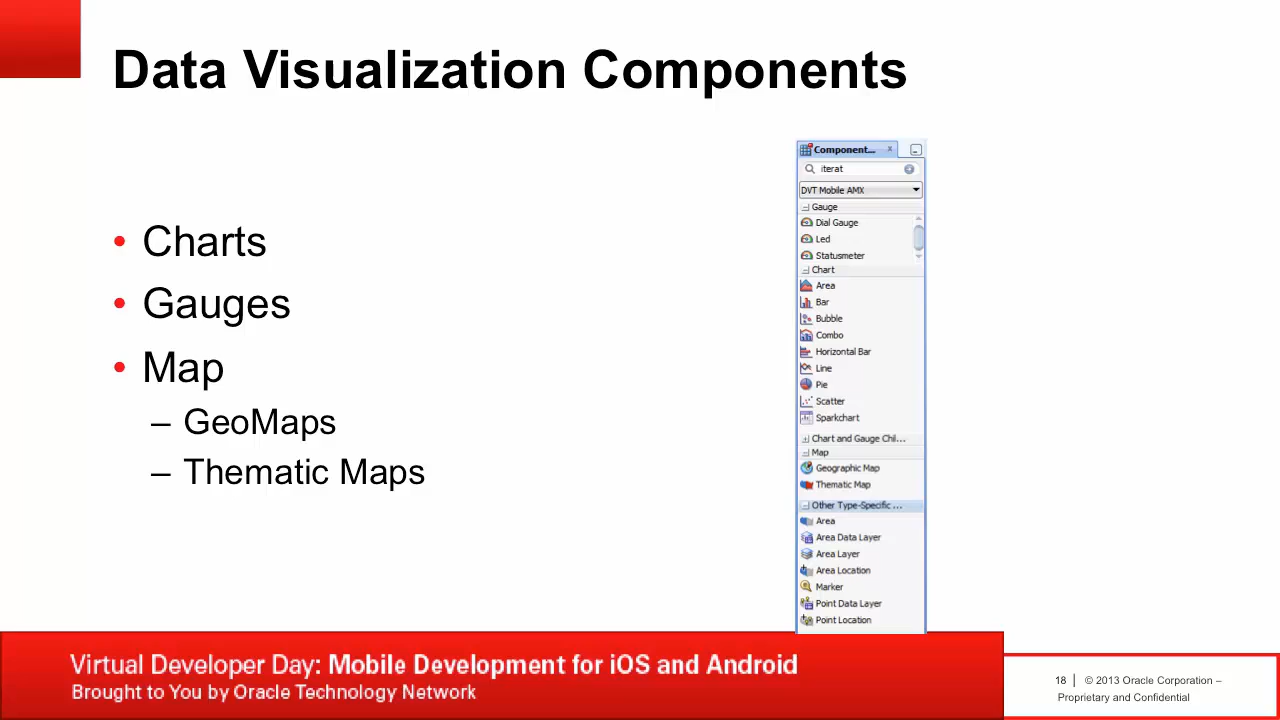 Data Visualization Components
• Charts
• Gauges
• Map
– GeoMaps
– Thematic Maps
Component...
iterat
DVT Mobile AMX
Gauge
Dial Gauge
Led
Statusmeter
Chart
Area
Bar
Bubble
Combo
Horizontal Bar
Line
Pie
Scatter
Sparkchart
Chart and Gauge Chil...
Map
Geographic Map
Thematic Map
Other Type-Specific ...
Area
Area Data Layer
Area Layer
Area Location
Marker
Point Data Layer
Point Location
Virtual Developer Day: Mobile Development for iOS and Android
Brought to You by Oracle Technology Network
18 | © 2013 Oracle Corporation –
Proprietary and Confidential